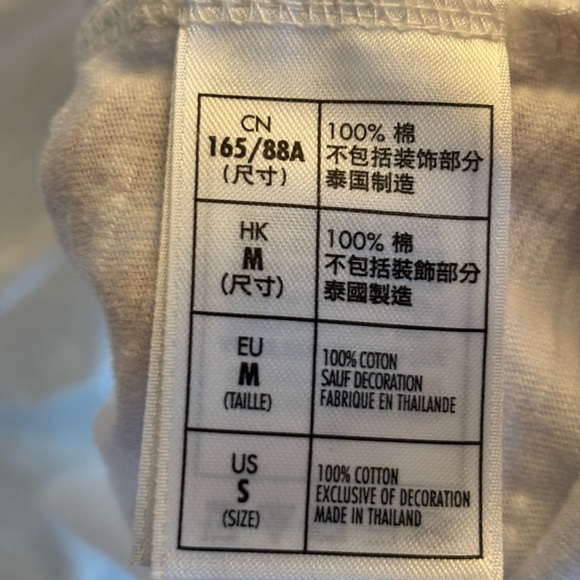 CN
165/88A
(尺寸)
100% 棉
不包括装饰部分
泰国制造
HK
M
(尺寸)
100% 棉
不包括裝飾部分
泰國製造
EU
M
(TAILLE)
100% COTON
SAUF DECORATION
FABRIQUE EN THAILANDE
US
S
(SIZE)
100% COTTON
EXCLUSIVE OF DECORATION
MADE IN THAILAND